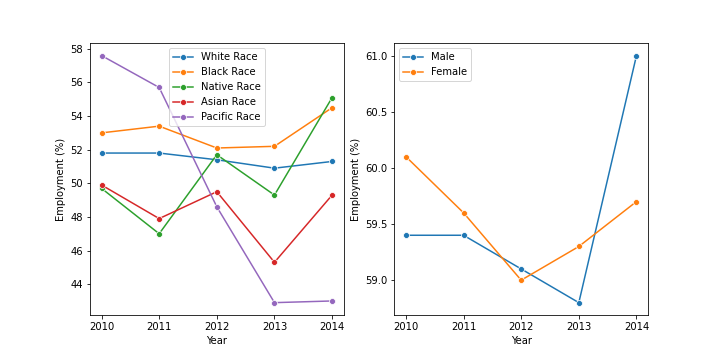 58
56
54
52
50
48
46
44
Employment (%)
2010 2011 2012 2013 2014
Year
White Race
Black Race
Native Race
Asian Race
Pacific Race
61.0
60.5
60.0
59.5
59.0
Employment (%)
2010 2011 2012 2013 2014
Year
Male
Female